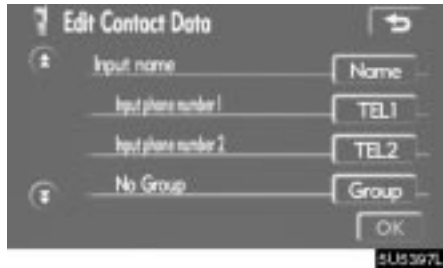 Edit Contact Data
Input name Name
Input phone number 1 TEL1
Input phone number 2 TEL2
No Group Group
OK
5U5397L